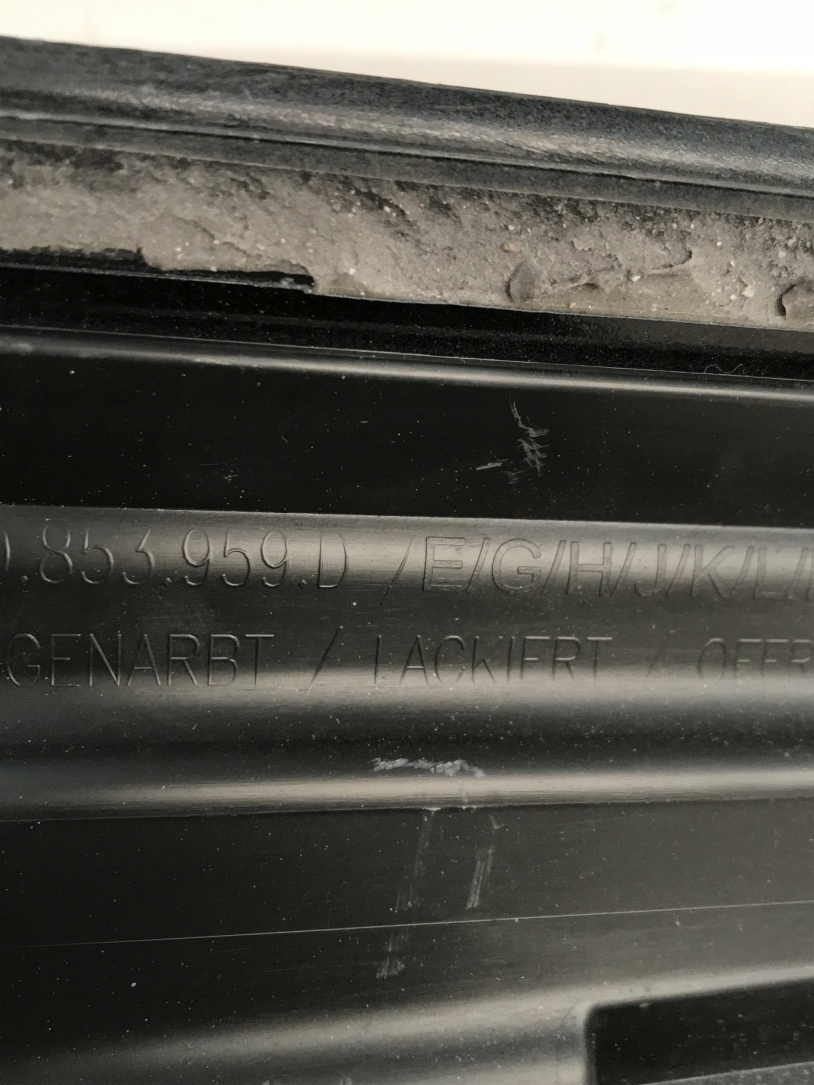 .853.959.D /E/G/H/J/K/L/
GENARBT / LACKIERT /